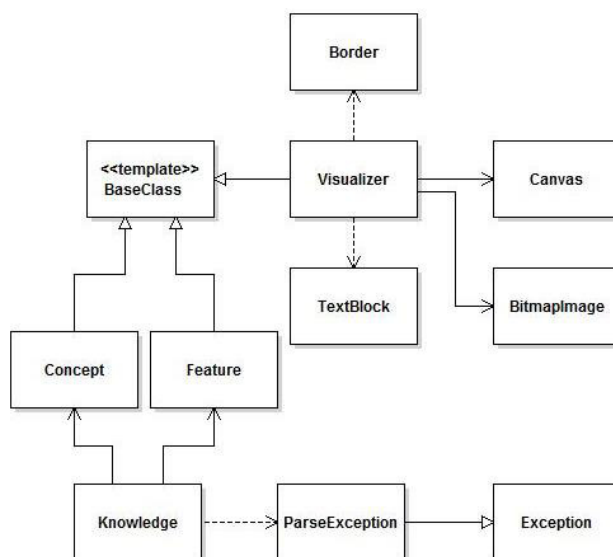 Border
<<template>>
BaseClass
Visualizer
Canvas
TextBlock
BitmapImage
Concept
Feature
Knowledge
ParseException
Exception